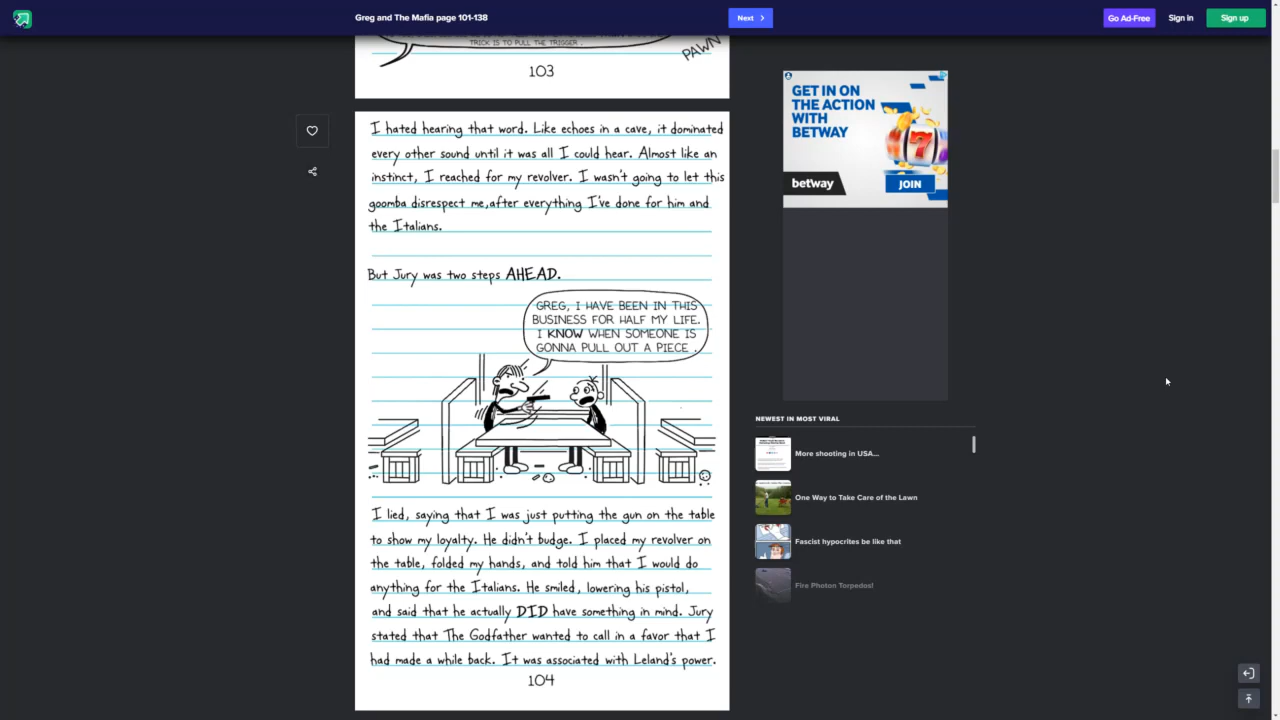 Greg and The Mafia page 101-138
Next
Go Ad-Free
Sign in
Sign up
TRICK IS TO PULL THE TRIGGER .
PAWN
103
I hated hearing that word. Like echoes in a cave, it dominated
every other sound until it was all I could hear. Almost like an
instinct, I reached for my revolver. I wasn't going to let this
goomba disrespect me,after everything I've done for him and
the Italians.
But Jury was two steps AHEAD.
GREG, I HAVE BEEN IN THIS
BUSINESS FOR HALF MY LIFE.
I KNOW WHEN SOMEONE IS
GONNA PULL OUT A PIECE .
I lied, saying that I was just putting the gun on the table
to show my loyalty. He didn't budge. I placed my revolver on
the table, folded my hands, and told him that I would do
anything for the Italians. He smiled, lowering his pistol,
and said that he actually DID have something in mind. Jury
stated that The Godfather wanted to call in a favor that I
had made a while back. It was associated with Leland's power.
104
GET IN ON
THE ACTION
WITH
BETWAY
7
betway
JOIN
NEWEST IN MOST VIRAL
More shooting in USA...
One Way to Take Care of the Lawn
Fascist hypocrites be like that
Fire Photon Torpedos!